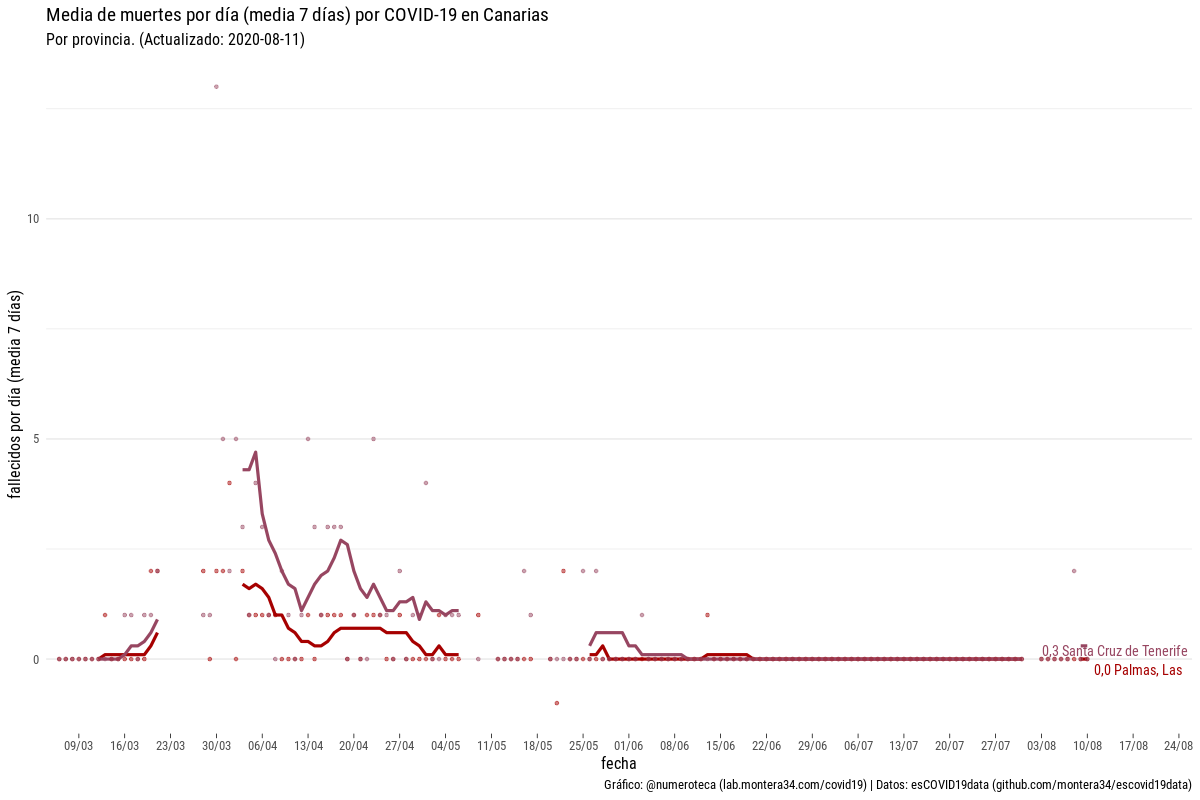 Media de muertes por día (media 7 días) por COVID-19 en Canarias
Por provincia. (Actualizado: 2020-08-11)
fallecidos por día (media 7 días)
10
5
0
0,3 Santa Cruz de Tenerife
0,0 Palmas, Las
09/03 16/03 23/03 30/03 06/04 13/04 20/04 27/04 04/05 11/05 18/05 25/05 01/06 08/06 15/06 22/06 29/06 06/07 13/07 20/07 27/07 03/08 10/08 17/08 24/08
fecha
Gráfico: @numeroteca (lab.montera34.com/covid19) | Datos: esCOVID19data (github.com/montera34/escovid19data)